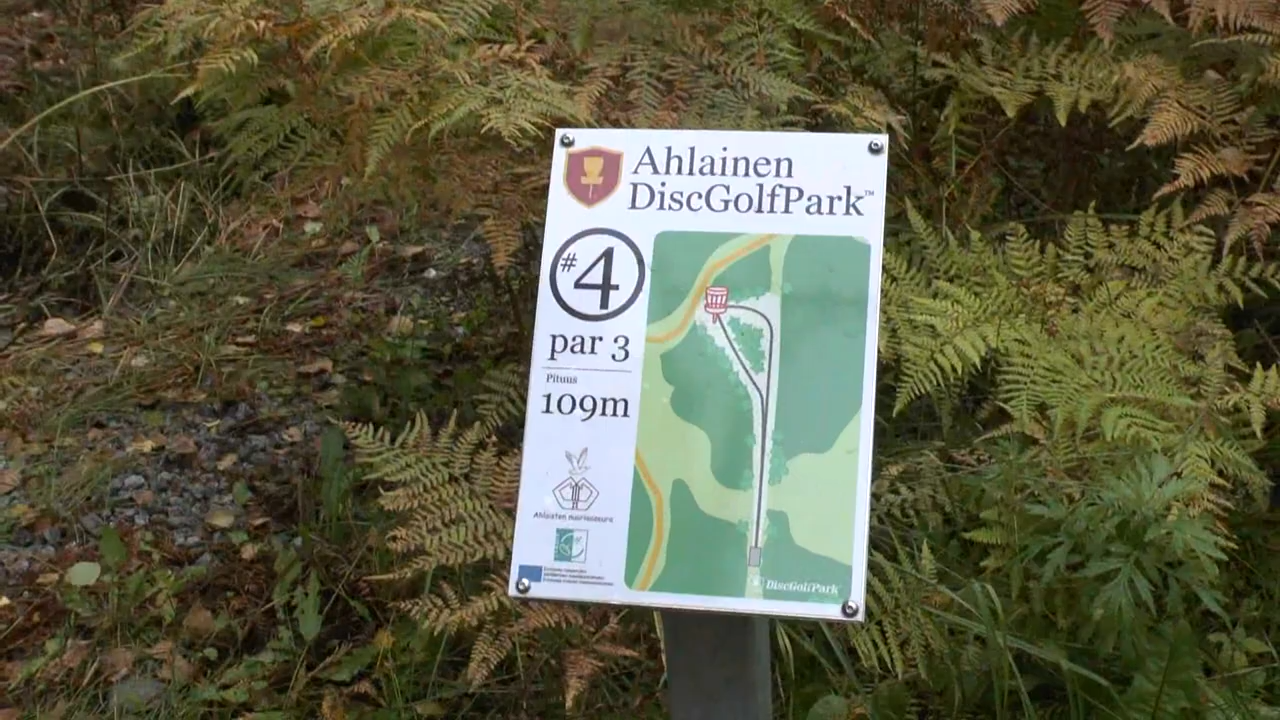 Ahlainen
DiscGolfPark™
#4
par 3
Pituus
109m
Ahlaisten nuorisoseura
DiscGolfPark